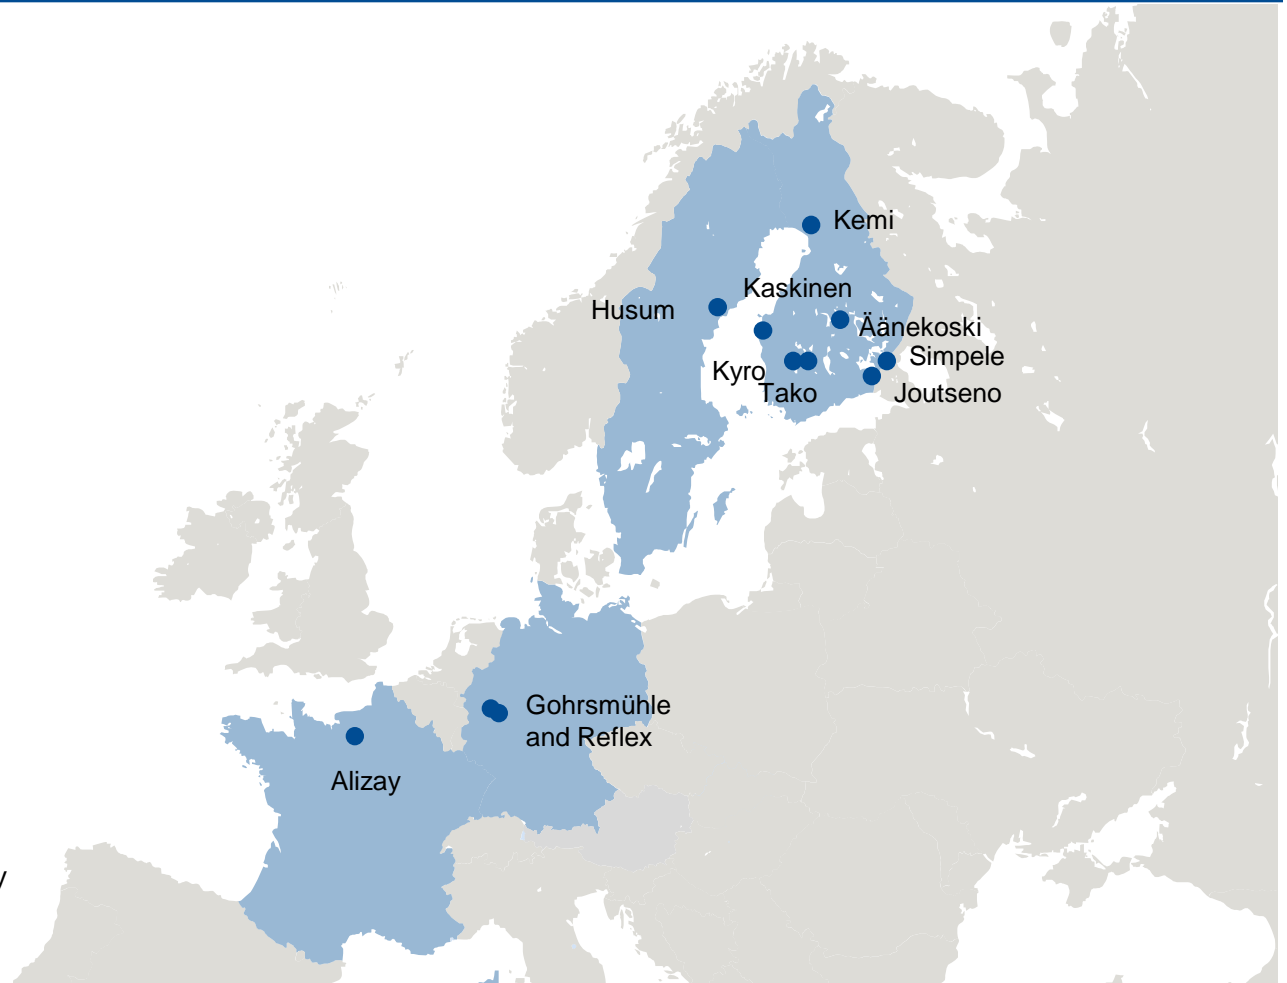 Kemi
Kaskinen
Husum
Äänekoski
Simpele
Kyro
Tako
Joutseno
Gohrsmühle
and Reflex
Alizay